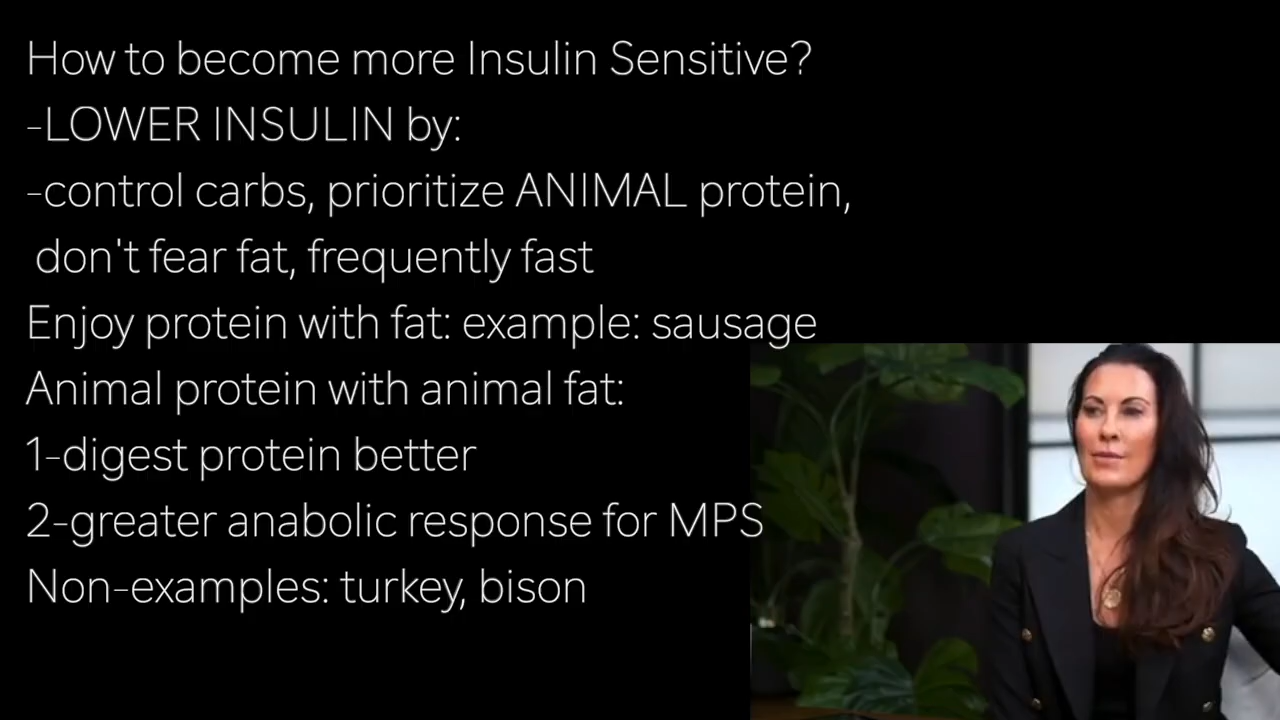 How to become more Insulin Sensitive?
-LOWER INSULIN by:
-control carbs, prioritize ANIMAL protein,
don't fear fat, frequently fast
Enjoy protein with fat: example: sausage
Animal protein with animal fat:
1-digest protein better
2-greater anabolic response for MPS
Non-examples: turkey, bison